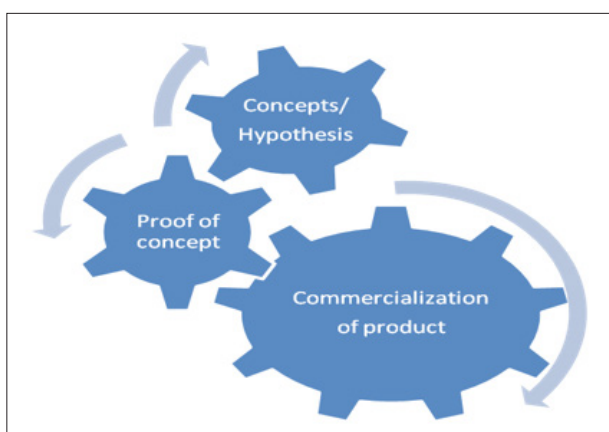 Concepts/
Hypothesis
Proof of
concept
Commercialization
of product